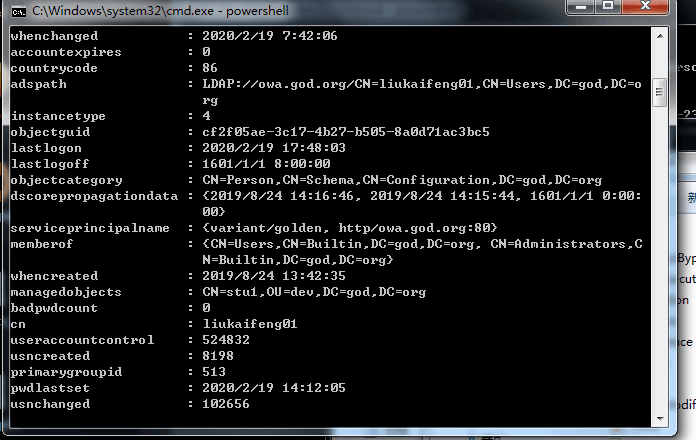 C:\Windows\system32\cmd.exe - powershell
whenchanged : 2020/2/19 7:42:06
accountexpires : 0
countrycode : 86
adspath : LDAP://owa.god.org/CN=liukaifeng01,CN=Users,DC=god,DC=o
rg
instancetype : 4
objectguid : cf2f05ae-3c17-4b27-b505-8a0d71ac3bc5
lastlogon : 2020/2/19 17:48:03
lastlogoff : 1601/1/1 8:00:00
objectcategory : CN=Person,CN=Schema,CN=Configuration,DC=god,DC=org
dscorepropagationdata : {2019/8/24 14:16:46, 2019/8/24 14:15:44, 1601/1/1 0:00:
00}
serviceprincipalname : {variant/golden, http/owa.god.org:80}
memberof : {CN=Users,CN=Builtin,DC=god,DC=org, CN=Administrators,C
N=Builtin,DC=god,DC=org}
whencreated : 2019/8/24 13:42:35
managedobjects : CN=stu1,OU=dev,DC=god,DC=org
badpwdcount : 0
cn : liukaifeng01
useraccountcontrol : 524832
usncreated : 8198
primarygroupid : 513
pwdlastset : 2020/2/19 14:12:05
usnchanged : 102656